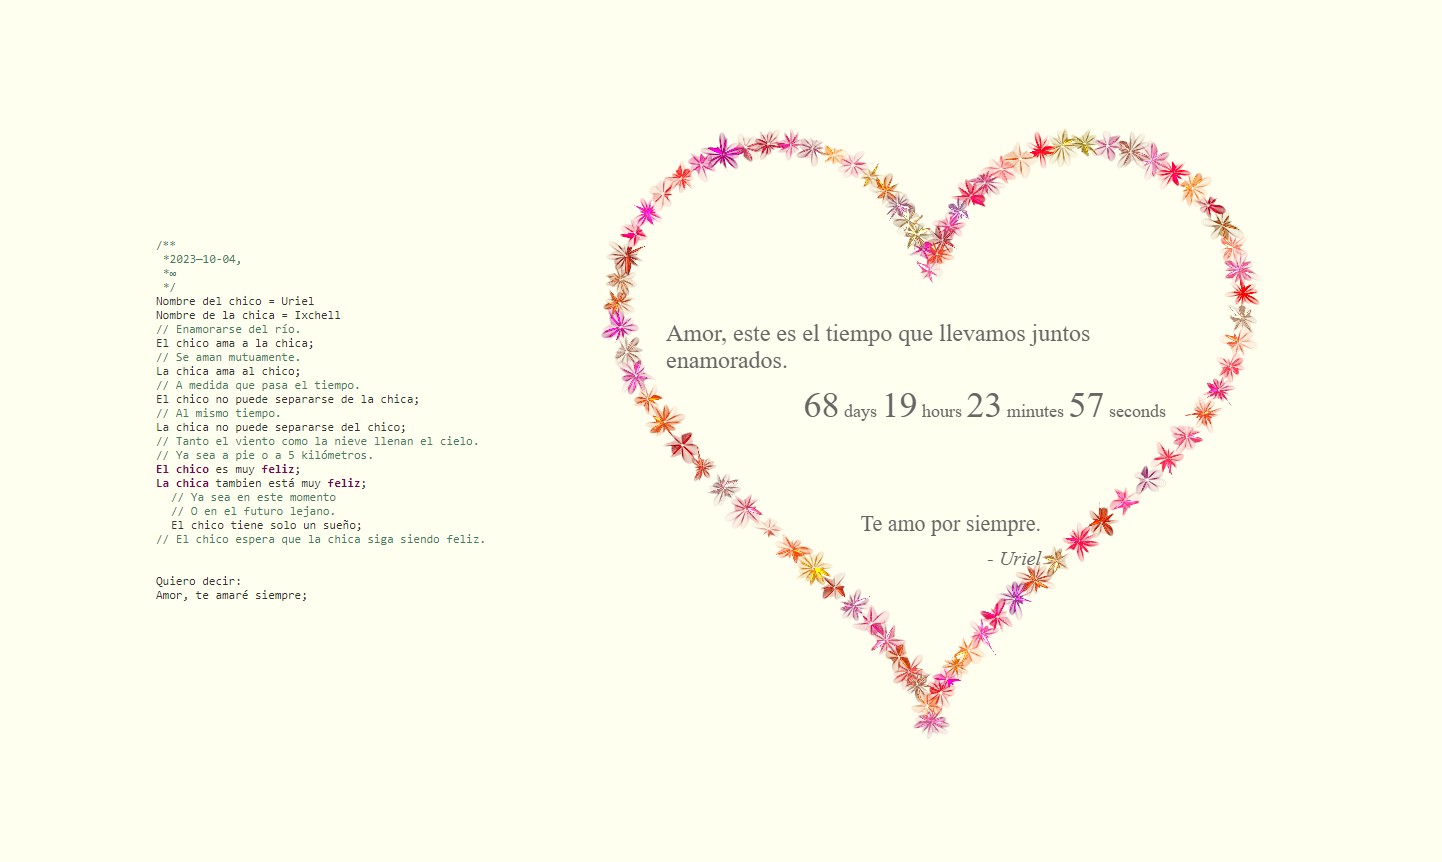 /**
*2023—10-04,
*∞
*/
Nombre del chico = Uriel
Nombre de la chica = Ixchell
// Enamorarse del río.
El chico ama a la chica;
// Se aman mutuamente.
La chica ama al chico;
// A medida que pasa el tiempo.
El chico no puede separarse de la chica;
// Al mismo tiempo.
La chica no puede separarse del chico;
// Tanto el viento como la nieve llenan el cielo.
// Ya sea a pie o a 5 kilómetros.
El chico es muy feliz;
La chica tambien está muy feliz;
// Ya sea en este momento
// O en el futuro lejano.
El chico tiene solo un sueño;
// El chico espera que la chica siga siendo feliz.
Quiero decir:
Amor, te amaré siempre;
Amor, este es el tiempo que llevamos juntos
enamorados.
68 days 19 hours 23 minutes 57 seconds
Te amo por siempre.
- Uriel